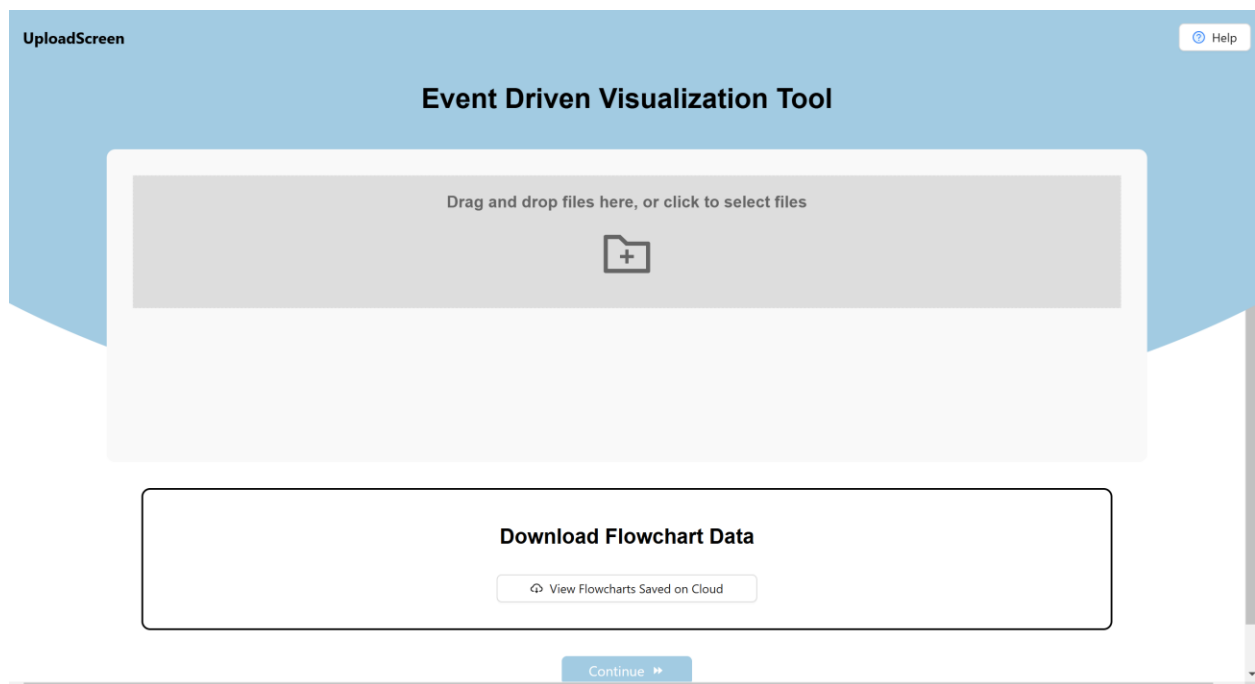 UploadScreen
Help
Event Driven Visualization Tool
Drag and drop files here, or click to select files
Download Flowchart Data
View Flowcharts Saved on Cloud
Continue